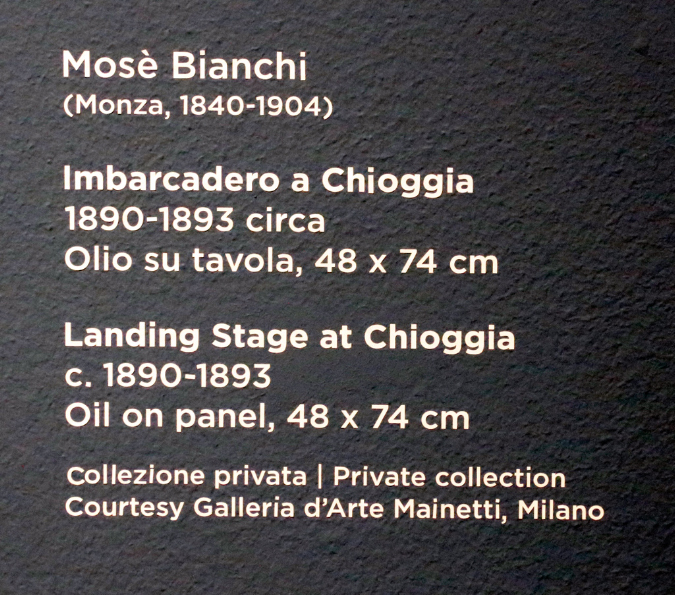 Mosè Bianchi
(Monza, 1840-1904)
Imbarcadero a Chioggia
1890-1893 circa
Olio su tavola, 48 x 74 cm
Landing Stage at Chioggia
c. 1890-1893
Oil on panel, 48 x 74 cm
Collezione privata | Private collection
Courtesy Galleria d'Arte Mainetti, Milano